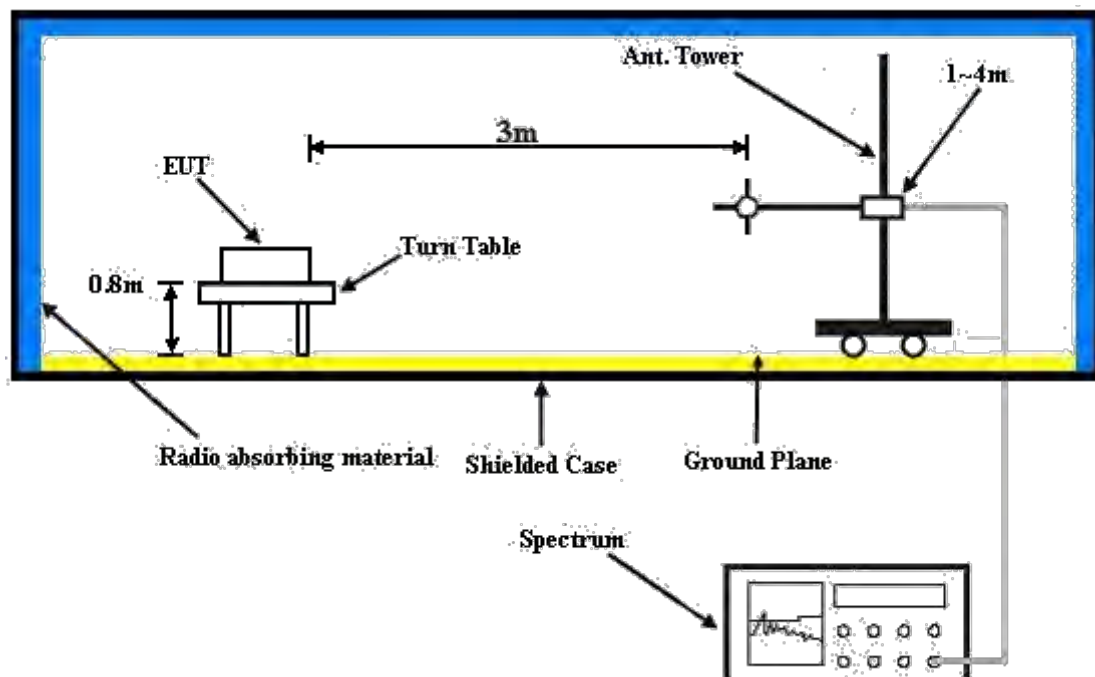 Ant. Tower
1~4m
3m
EUT
Turn Table
0.8m
Radio absorbing material
Shielded Case
Ground Plane
Spectrum